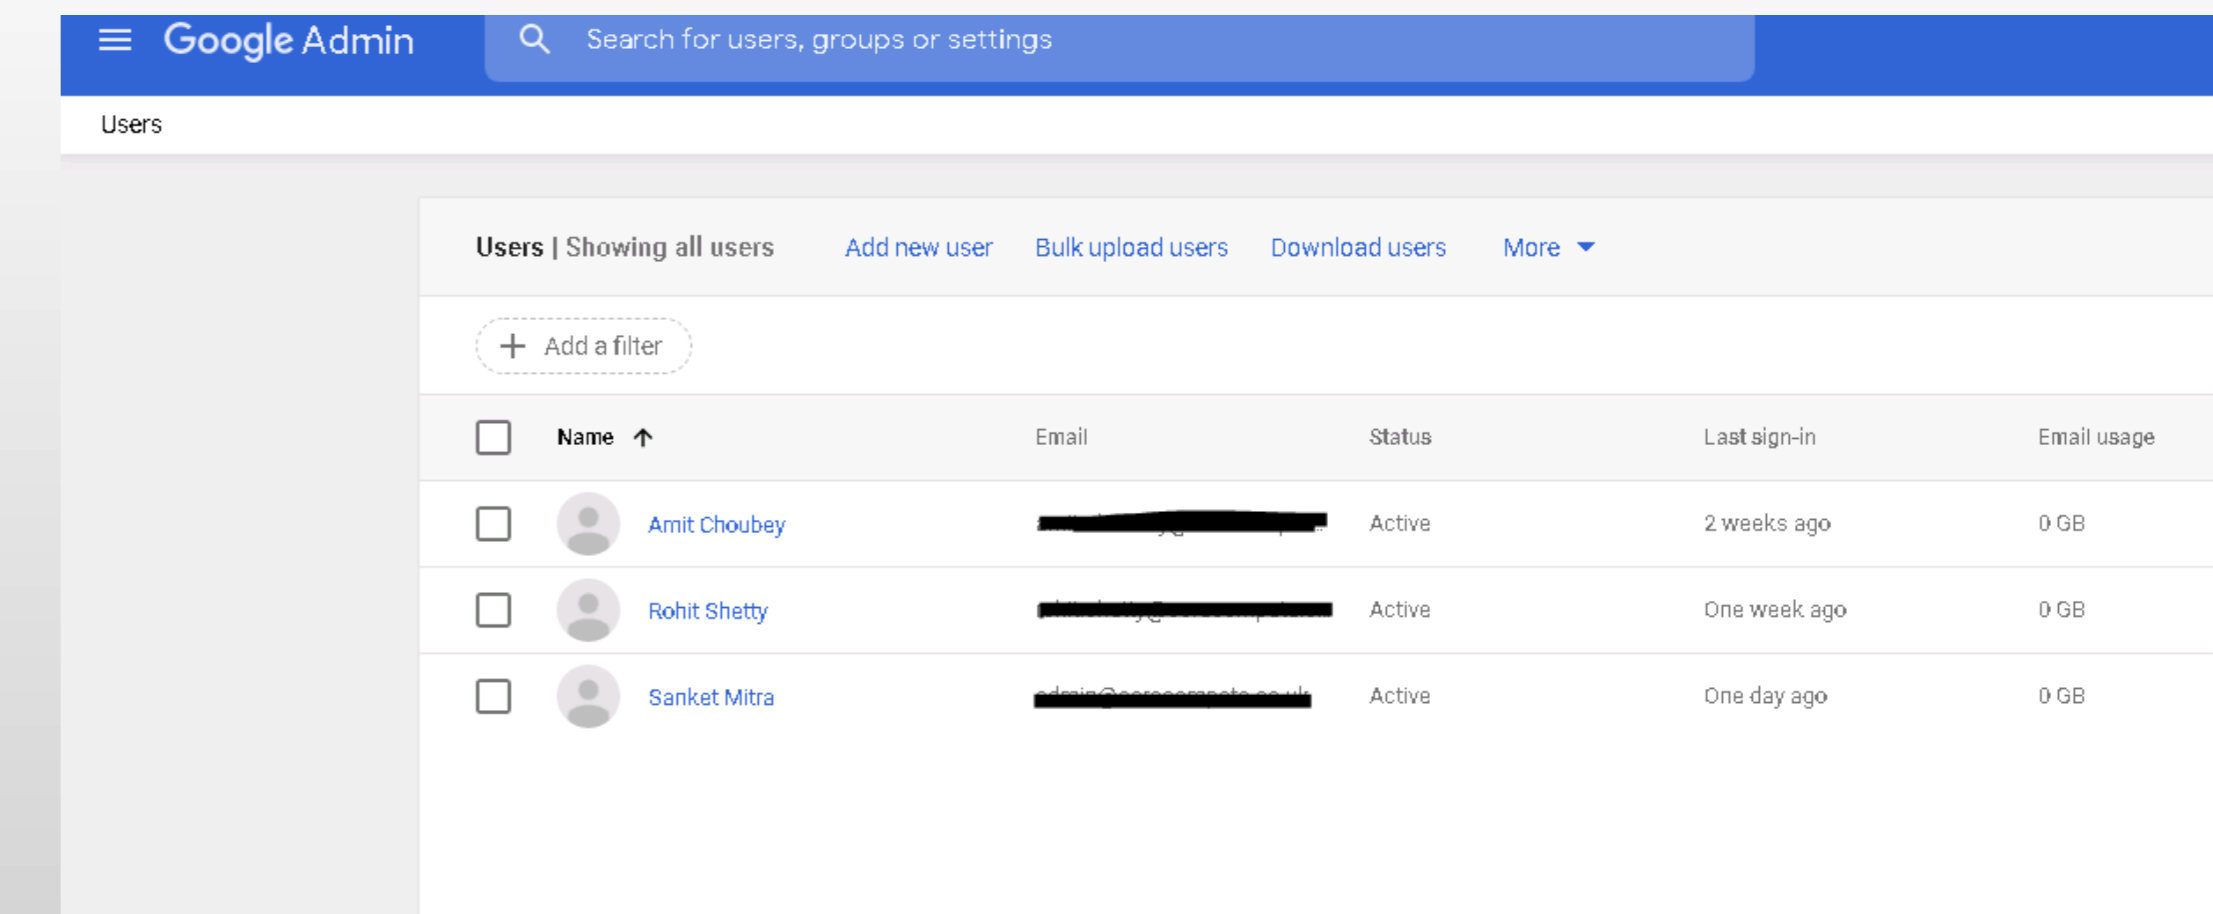 Google Admin Search for users, groups or settings
Users
Users | Showing all users Add new user Bulk upload users Download users More
Add a filter
Name Email Status Last sign-in Email usage
Amit Choubey Active 2 weeks ago 0 GB
Rohit Shetty Active One week ago 0 GB
Sanket Mitra Active One day ago 0 GB